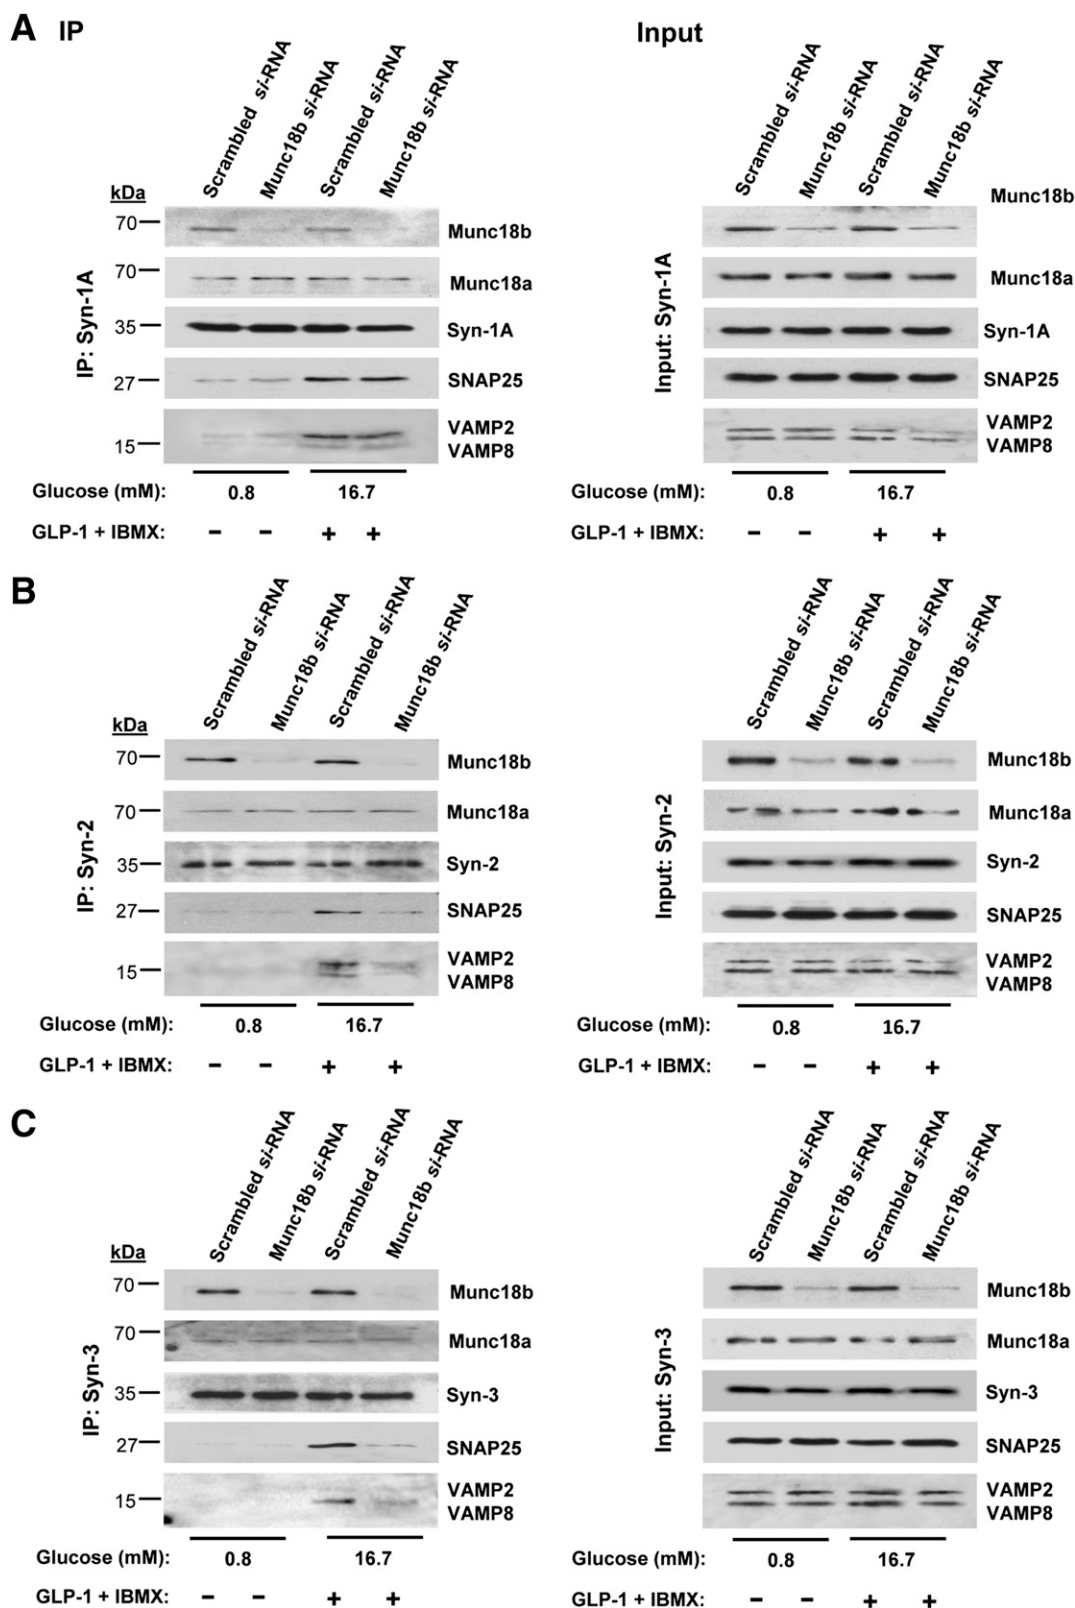 A IP Input
Scrambled si-RNA
Munc18b si-RNA
Scrambled si-RNA
Munc18b si-RNA
kDa
IP: Syn-1A
70 Munc18b
70 Munc18a
35 Syn-1A
27 SNAP25
VAMP2
15 VAMP8
Glucose (mM): 0.8 16.7
GLP-1 + IBMX: - - + +
Scrambled si-RNA
Munc18b si-RNA
Scrambled si-RNA
Munc18b si-RNA
Munc18b
Input: Syn-1A
Munc18a
Syn-1A
SNAP25
VAMP2
VAMP8
Glucose (mM): 0.8 16.7
GLP-1 + IBMX: - - + +
B
Scrambled si-RNA
Munc18b si-RNA
Scrambled si-RNA
Munc18b si-RNA
kDa
IP: Syn-2
70 Munc18b
70 Munc18a
35 Syn-2
27 SNAP25
VAMP2
15 VAMP8
Glucose (mM): 0.8 16.7
GLP-1 + IBMX: - - + +
Scrambled si-RNA
Munc18b si-RNA
Scrambled si-RNA
Munc18b si-RNA
Input: Syn-2
Munc18b
Munc18a
Syn-2
SNAP25
VAMP2
VAMP8
Glucose (mM): 0.8 16.7
GLP-1 + IBMX: - - + +
C
Scrambled si-RNA
Munc18b si-RNA
Scrambled si-RNA
Munc18b si-RNA
kDa
IP: Syn-3
70 Munc18b
70 Munc18a
35 Syn-3
27 SNAP25
VAMP2
15 VAMP8
Glucose (mM): 0.8 16.7
GLP-1 + IBMX: - - + +
Scrambled si-RNA
Munc18b si-RNA
Scrambled si-RNA
Munc18b si-RNA
Input: Syn-3
Munc18b
Munc18a
Syn-3
SNAP25
VAMP2
VAMP8
Glucose (mM): 0.8 16.7
GLP-1 + IBMX: - - + +